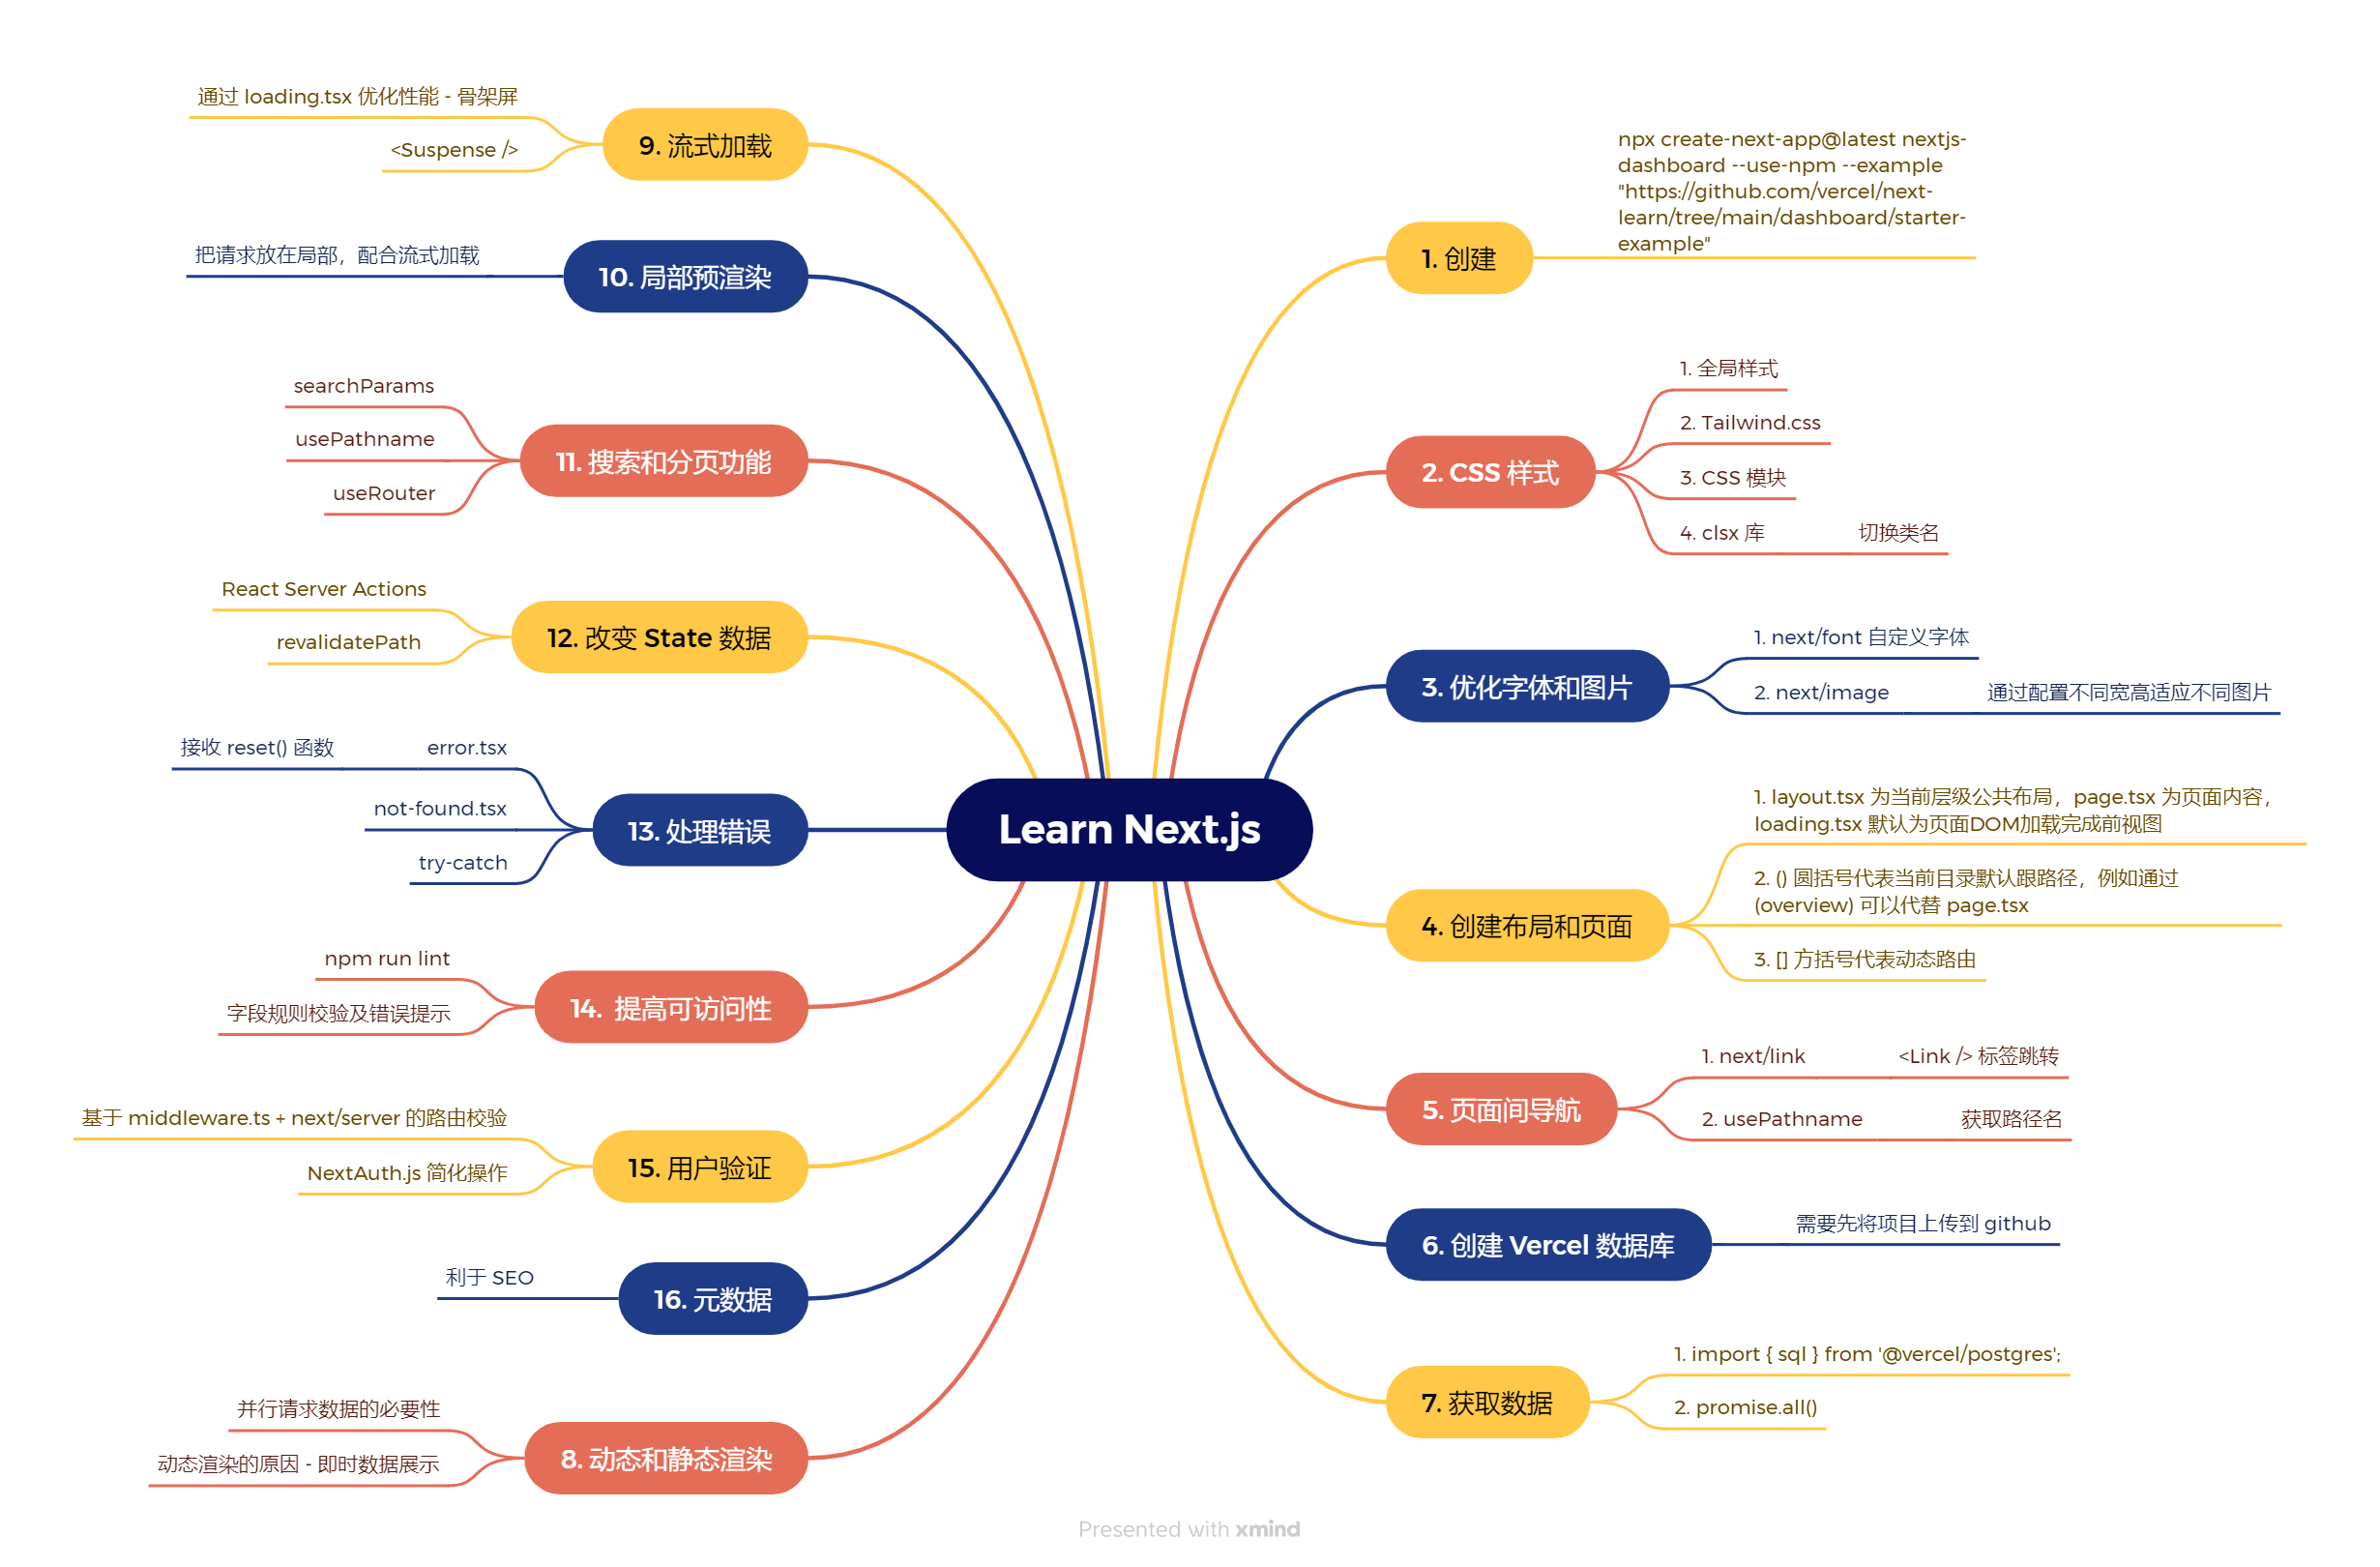 Learn Next.js
1. 创建
npx create-next-app@latest nextjs-
dashboard --use-npm --example
"https://github.com/vercel/next-
learn/tree/main/dashboard/starter-
example"
2. CSS 样式
1. 全局样式
2. Tailwind.css
3. CSS 模块
4. clsx 库
切换类名
3. 优化字体和图片
1. next/font 自定义字体
2. next/image
通过配置不同宽高适应不同图片
4. 创建布局和页面
1. layout.tsx 为当前层级公共布局，page.tsx 为页面内容，
loading.tsx 默认为页面DOM加载完成前视图
2. () 圆括号代表当前目录默认跟路径，例如通过
(overview) 可以代替 page.tsx
3. [] 方括号代表动态路由
5. 页面间导航
1. next/link
<Link /> 标签跳转
2. usePathname
获取路径名
6. 创建 Vercel 数据库
需要先将项目上传到 github
7. 获取数据
1. import { sql } from '@vercel/postgres';
2. promise.all()
8. 动态和静态渲染
并行请求数据的必要性
动态渲染的原因 - 即时数据展示
9. 流式加载
通过 loading.tsx 优化性能 - 骨架屏
<Suspense />
10. 局部预渲染
把请求放在局部，配合流式加载
11. 搜索和分页功能
searchParams
usePathname
useRouter
12. 改变 State 数据
React Server Actions
revalidatePath
13. 处理错误
error.tsx
接收 reset() 函数
not-found.tsx
try-catch
14. 提高可访问性
npm run lint
字段规则校验及错误提示
15. 用户验证
基于 middleware.ts + next/server 的路由校验
NextAuth.js 简化操作
16. 元数据
利于 SEO
Presented with xmind